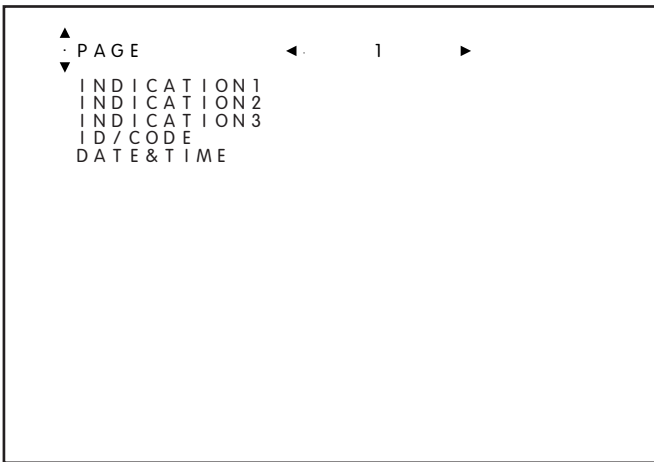 PAGE 1
INDICATION1
INDICATION2
INDICATION3
ID/CODE
DATE&TIME